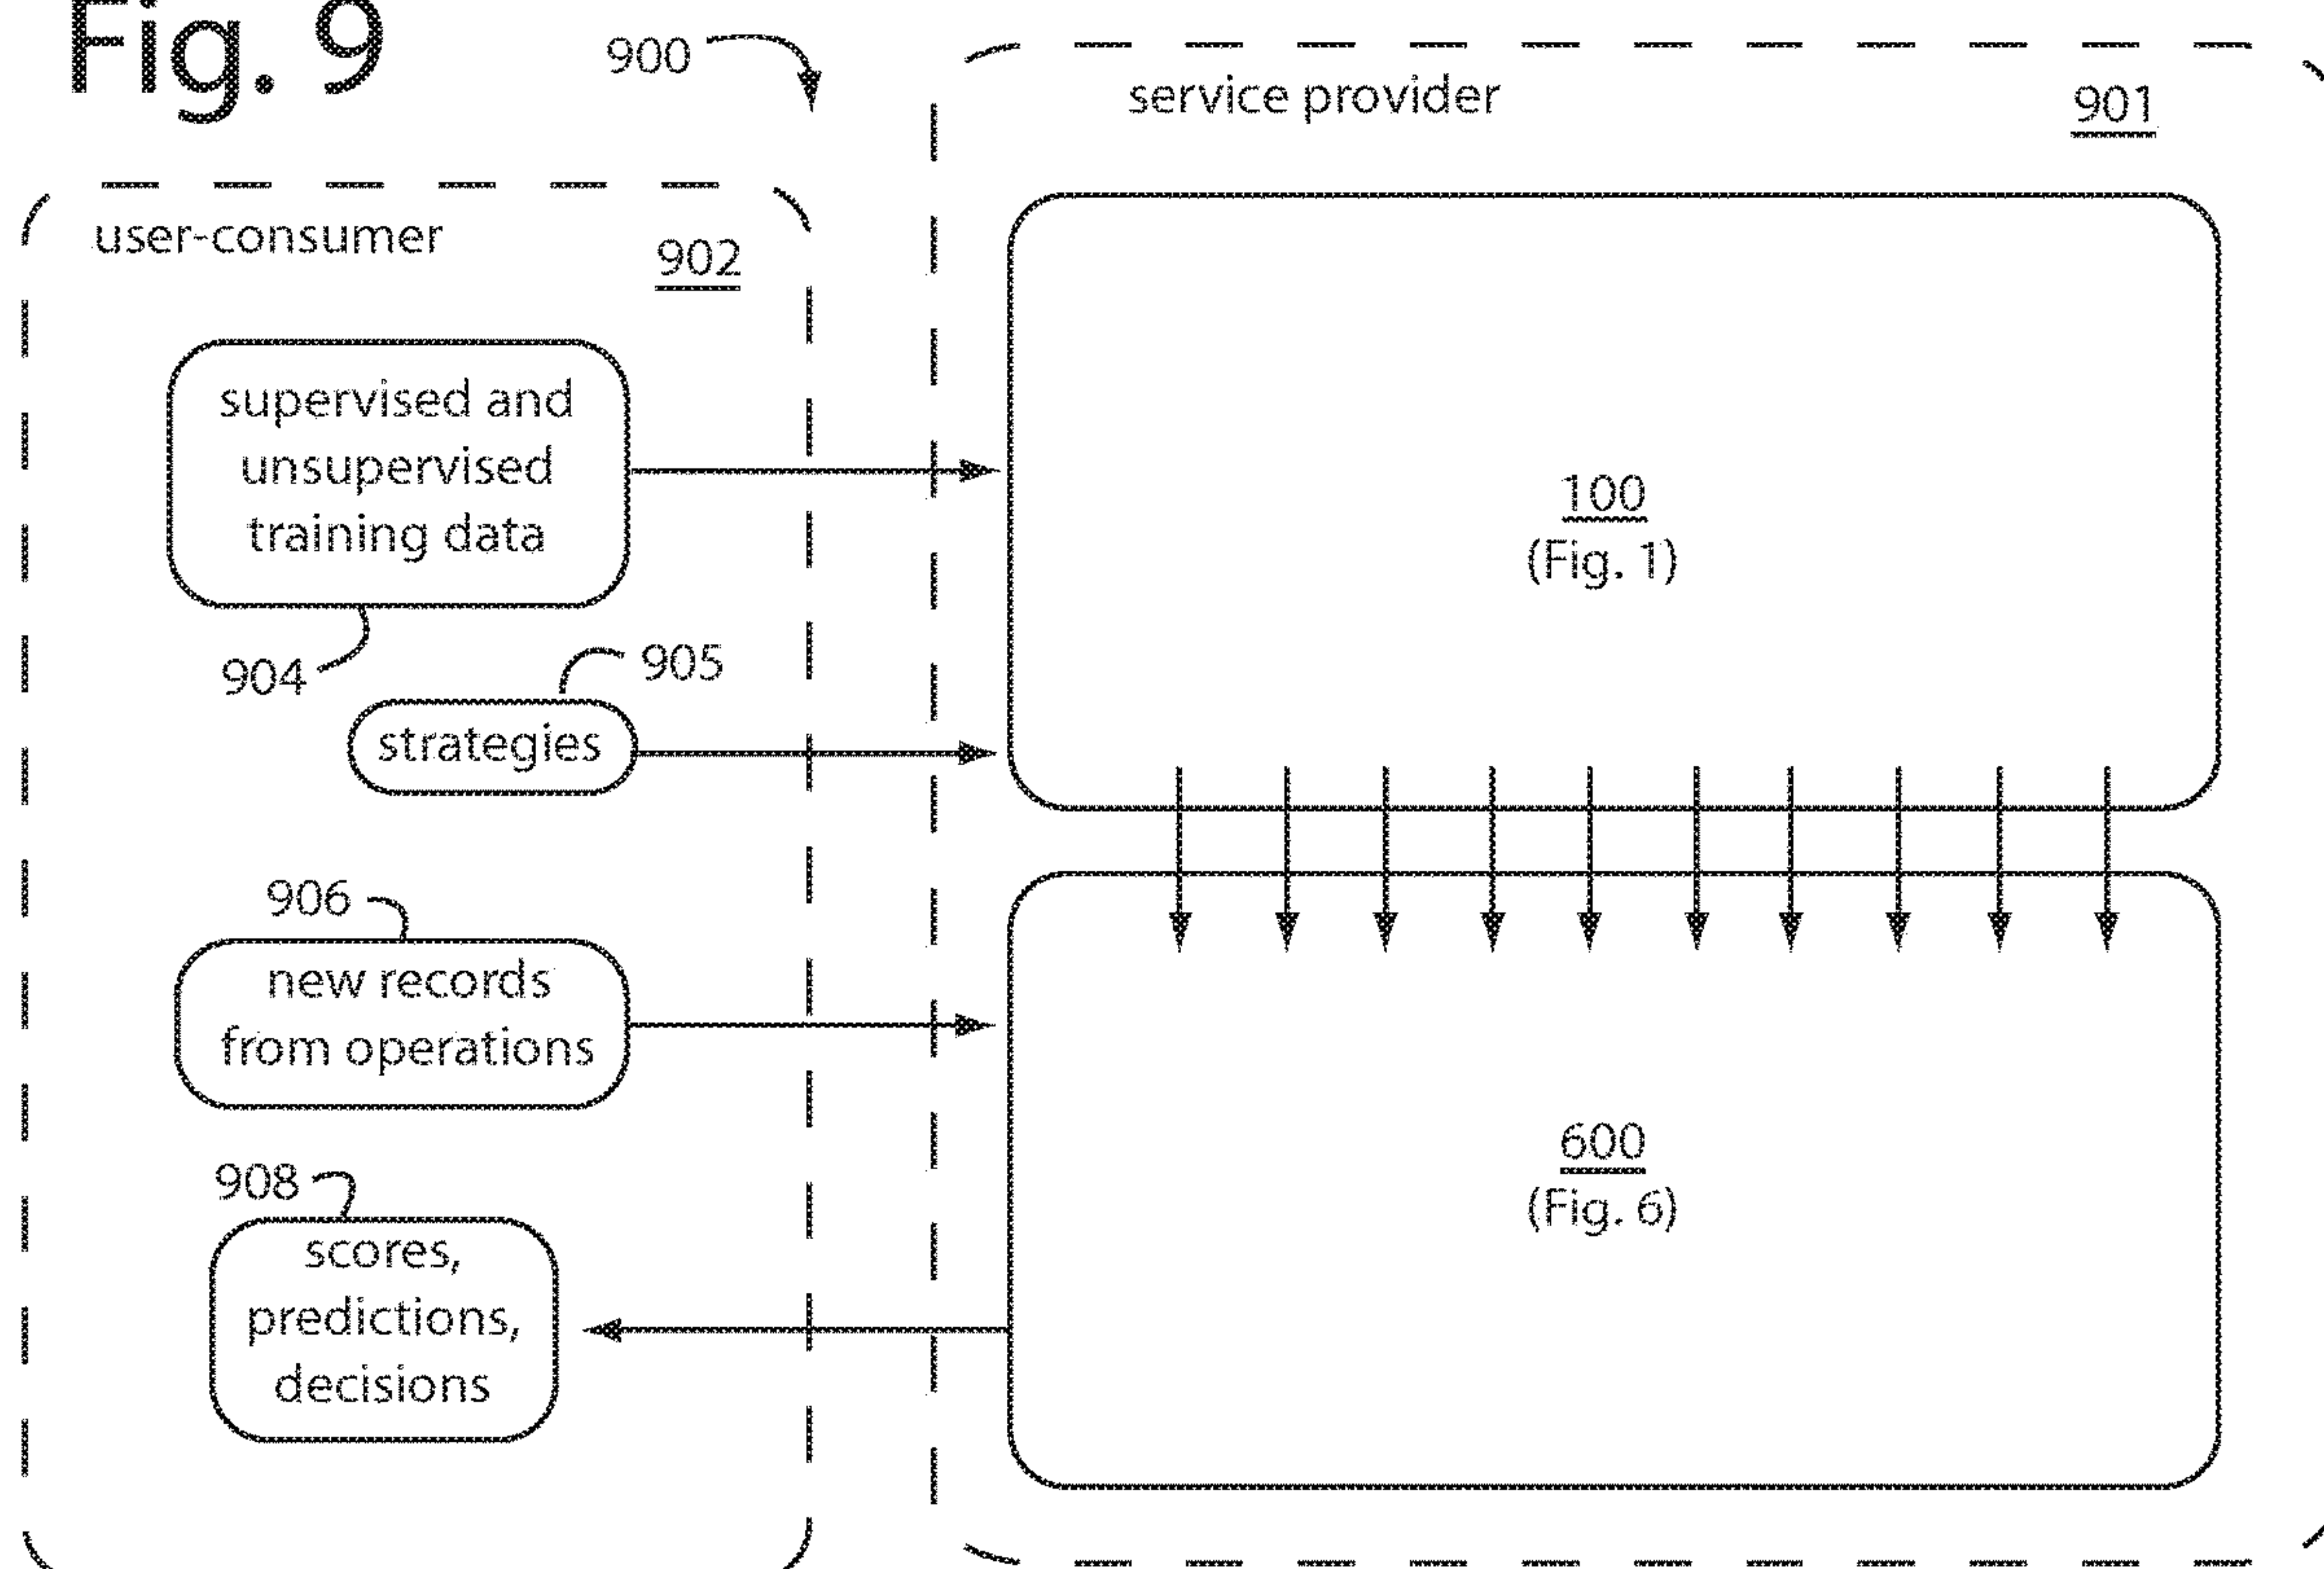 Fig. 9
900
service provider
901
user-consumer
902
supervised and
unsupervised
training data
904
905
strategies
100
(Fig. 1)
906
new records
from operations
908
scores,
predictions,
decisions
600
(Fig. 6)